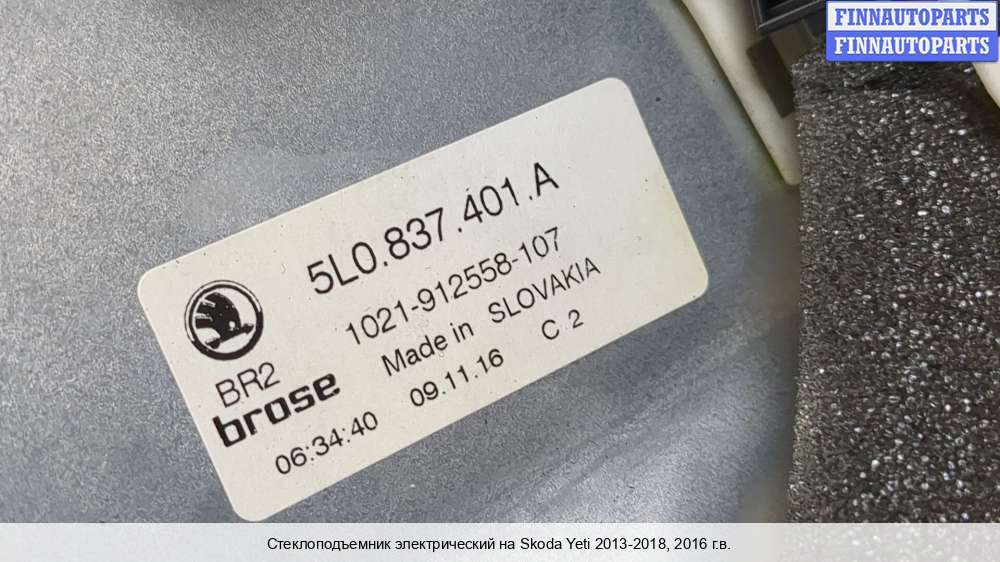 FINNAUTOPARTS
FINNAUTOPARTS
5L0.837.401.A
1021-912558-107
Made in SLOVAKIA
BR2
brose
06:34:40 09.11.16 C 2
Стеклоподъемник электрический на Skoda Yeti 2013-2018, 2016 г.в.